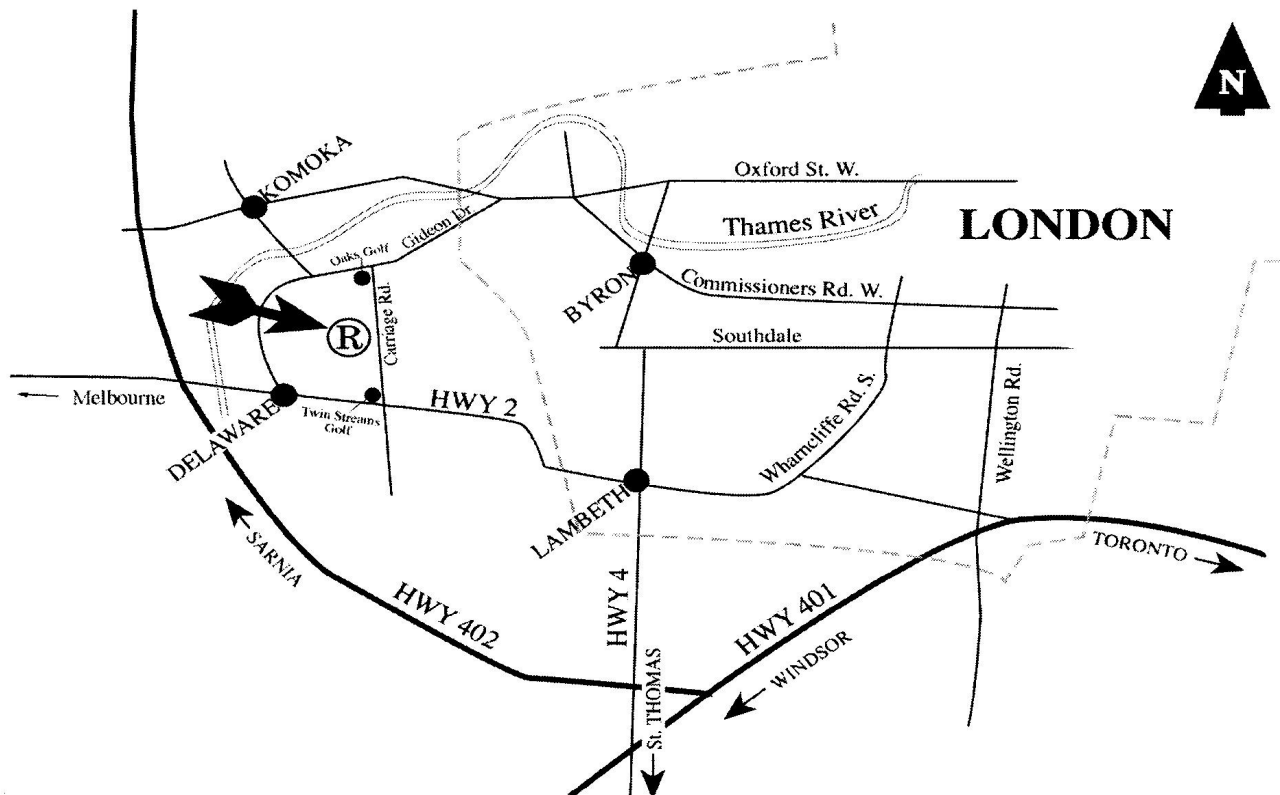 N
KOMOKA
Oxford St. W.
Thames River
LONDON
Gideon Dr
Oaks Golf
BYRON
Commissioners Rd. W.
R
Carriage Rd.
Southdale
Melbourne
HWY 2
Twin Streams
Golf
DELAWARE
Wharncliffe Rd. S.
Wellington Rd.
LAMBETH
SARNIA
TORONTO
HWY 402
HWY 4
HWY 401
WINDSOR
St. THOMAS